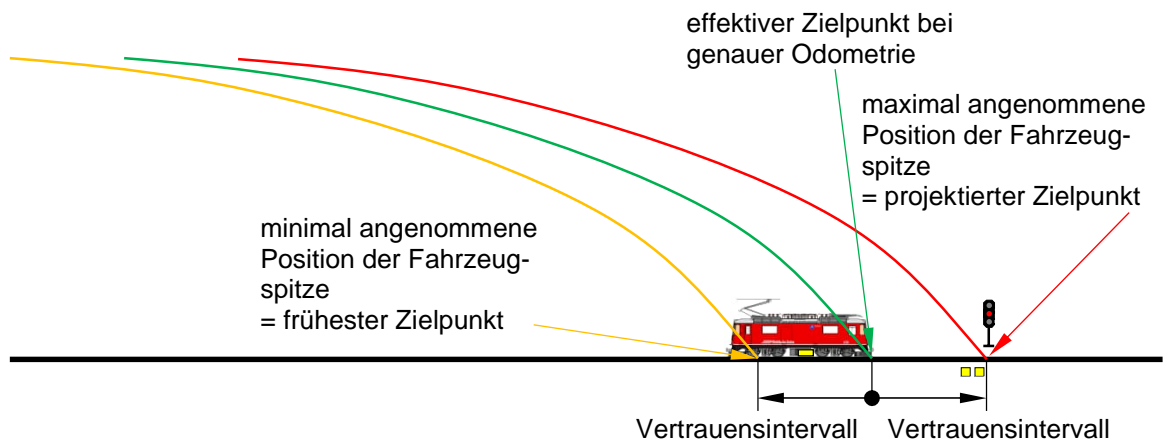 effektiver Zielpunkt bei
genauer Odometrie
maximal angenommene
Position der Fahrzeug-
spitze
= projektierter Zielpunkt
minimal angenommene
Position der Fahrzeug-
spitze
= frühester Zielpunkt
Vertrauensintervall
Vertrauensintervall